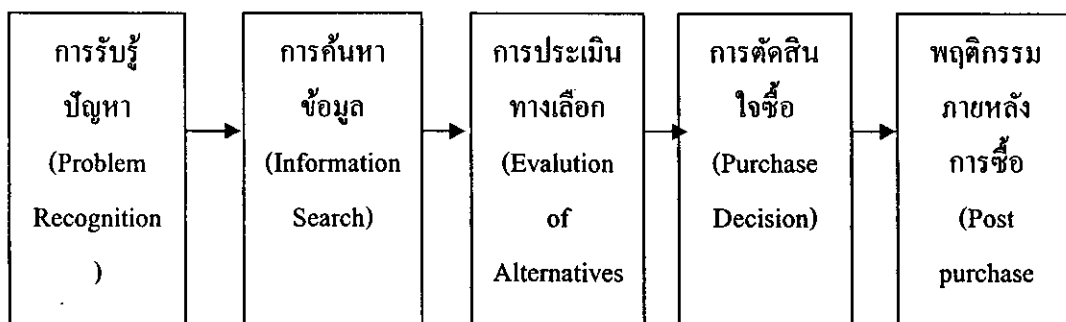 การรับรู้
ปัญหา
(Problem
Recognition
)
การค้นหา
ข้อมูล
(Information
Search)
การประเมิน
ทางเลือก
(Evalution
of
Alternatives
การตัดสิน
ใจซื้อ
(Purchase
Decision)
พฤติกรรม
ภายหลัง
การซื้อ
(Post
purchase